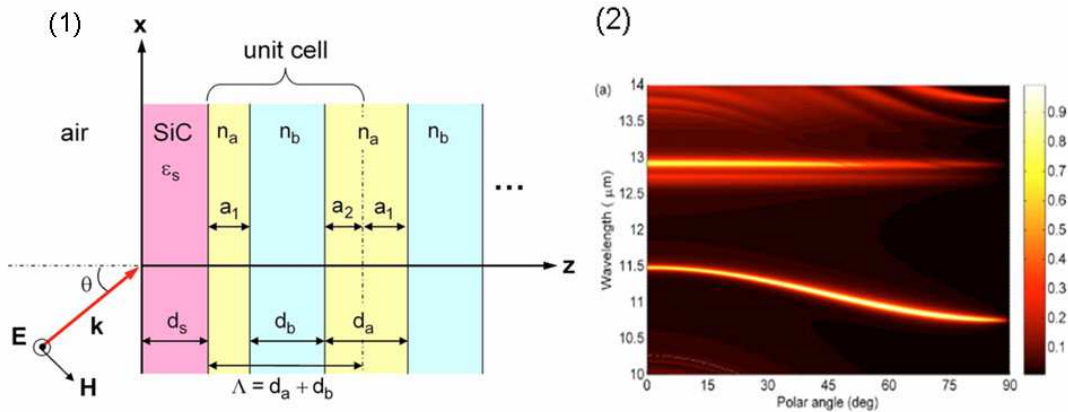 (1)
x
unit cell
air
SiC
εs
na
nb
na
nb
...
a1
a2
a1
z
θ
E
k
H
ds
db
da
Λ = da + db
(2)
(a)
14
13.5
13
12.5
12
11.5
11
10.5
10
Wavelength ( μm)
0
15
30
45
60
75
90
Polar angle (deg)
0.9
0.8
0.7
0.6
0.5
0.4
0.3
0.2
0.1